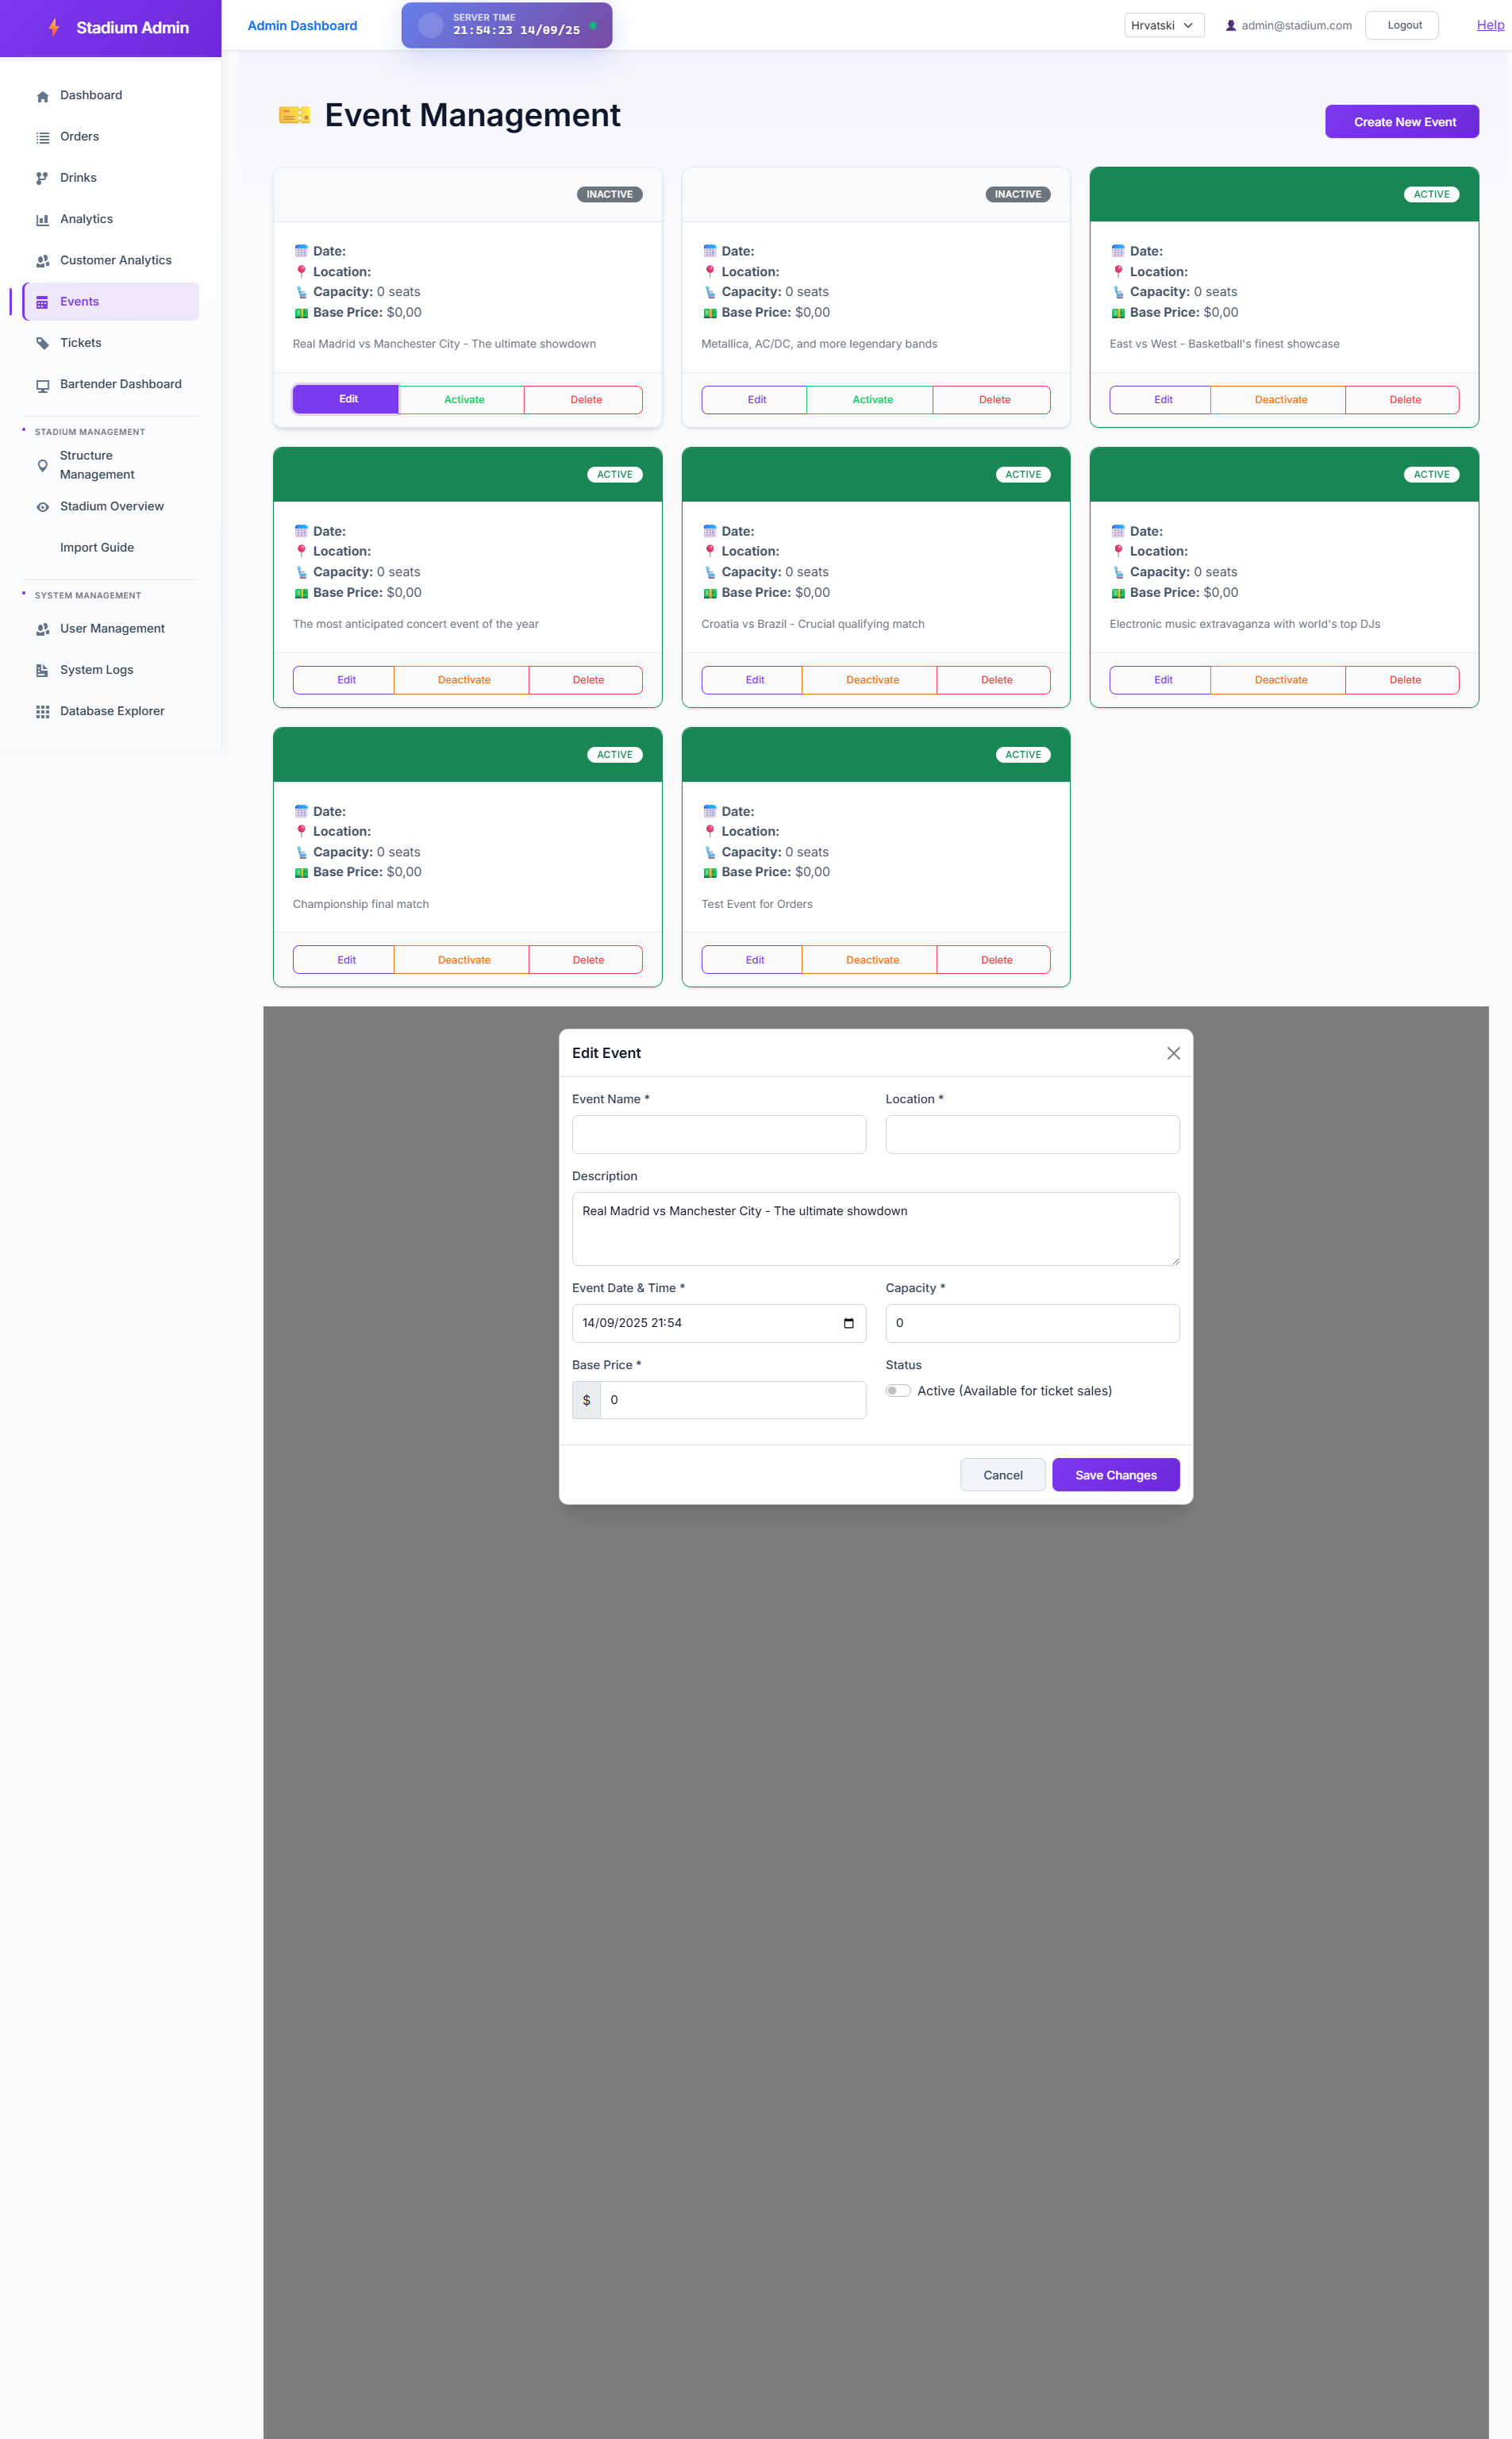 Stadium Admin
Admin Dashboard
SERVER TIME
21:54:23 14/09/25
Hrvatski
admin@stadium.com
Logout
Help
Dashboard
Orders
Drinks
Analytics
Customer Analytics
Events
Tickets
Bartender Dashboard
STADIUM MANAGEMENT
Structure
Management
Stadium Overview
Import Guide
SYSTEM MANAGEMENT
User Management
System Logs
Database Explorer
Event Management
Create New Event
INACTIVE
Date:
Location:
Capacity: 0 seats
Base Price: $0,00
Real Madrid vs Manchester City - The ultimate showdown
Edit
Activate
Delete
INACTIVE
Date:
Location:
Capacity: 0 seats
Base Price: $0,00
Metallica, AC/DC, and more legendary bands
Edit
Activate
Delete
ACTIVE
Date:
Location:
Capacity: 0 seats
Base Price: $0,00
East vs West - Basketball's finest showcase
Edit
Deactivate
Delete
ACTIVE
Date:
Location:
Capacity: 0 seats
Base Price: $0,00
The most anticipated concert event of the year
Edit
Deactivate
Delete
ACTIVE
Date:
Location:
Capacity: 0 seats
Base Price: $0,00
Croatia vs Brazil - Crucial qualifying match
Edit
Deactivate
Delete
ACTIVE
Date:
Location:
Capacity: 0 seats
Base Price: $0,00
Electronic music extravaganza with world's top DJs
Edit
Deactivate
Delete
ACTIVE
Date:
Location:
Capacity: 0 seats
Base Price: $0,00
Championship final match
Edit
Deactivate
Delete
ACTIVE
Date:
Location:
Capacity: 0 seats
Base Price: $0,00
Test Event for Orders
Edit
Deactivate
Delete
Edit Event
Event Name *
Location *
Description
Real Madrid vs Manchester City - The ultimate showdown
Event Date & Time *
Capacity *
14/09/2025 21:54
0
Base Price *
Status
$ 0
Active (Available for ticket sales)
Cancel
Save Changes